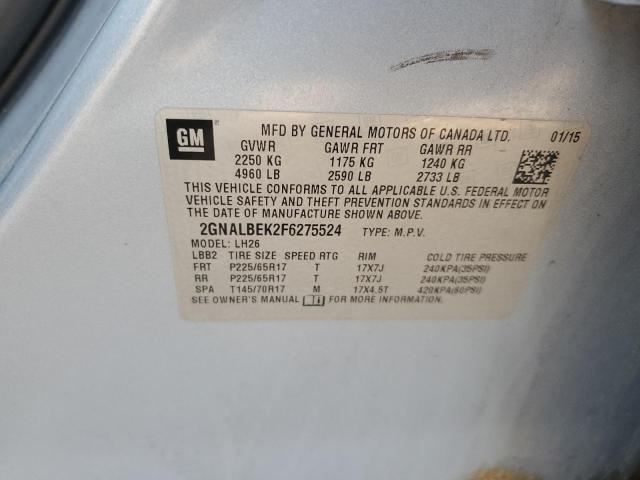 GM
MFD BY GENERAL MOTORS OF CANADA LTD. 01/15
GVWR GAWR FRT GAWR RR
2250 KG 1175 KG 1240 KG
4960 LB 2590 LB 2733 LB
THIS VEHICLE CONFORMS TO ALL APPLICABLE U.S. FEDERAL MOTOR
VEHICLE SAFETY AND THEFT PREVENTION STANDARDS IN EFFECT ON
THE DATE OF MANUFACTURE SHOWN ABOVE.
2GNALBEK2F6275524 TYPE: M.P.V.
MODEL: LH26
LBB2 TIRE SIZE SPEED RTG RIM COLD TIRE PRESSURE
FRT P225/65R17 T 17X7J 240KPA(35PSI)
RR P225/65R17 T 17X7J 240KPA(35PSI)
SPA T145/70R17 M 17X4.5T 420KPA(60PSI)
SEE OWNER'S MANUAL i FOR MORE INFORMATION.